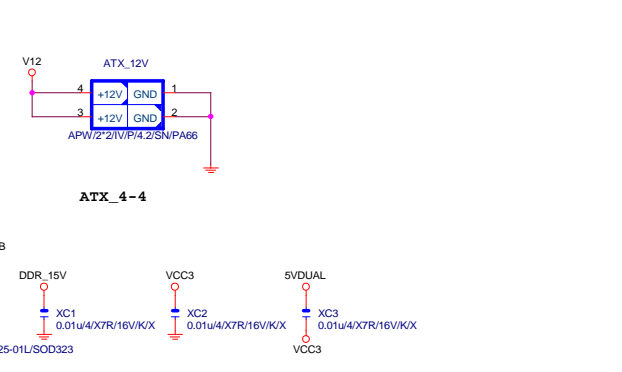 V12
ATX_12V
4
+12V
GND
1
3
+12V
GND
2
APW/2*2/IV/P/4.2/SN/PA66
ATX_4-4
B
DDR_15V
VCC3
5VDUAL
XC1
0.01u/4/X7R/16V/K/X
XC2
0.01u/4/X7R/16V/K/X
XC3
0.01u/4/X7R/16V/K/X
25-01L/SOD323
VCC3